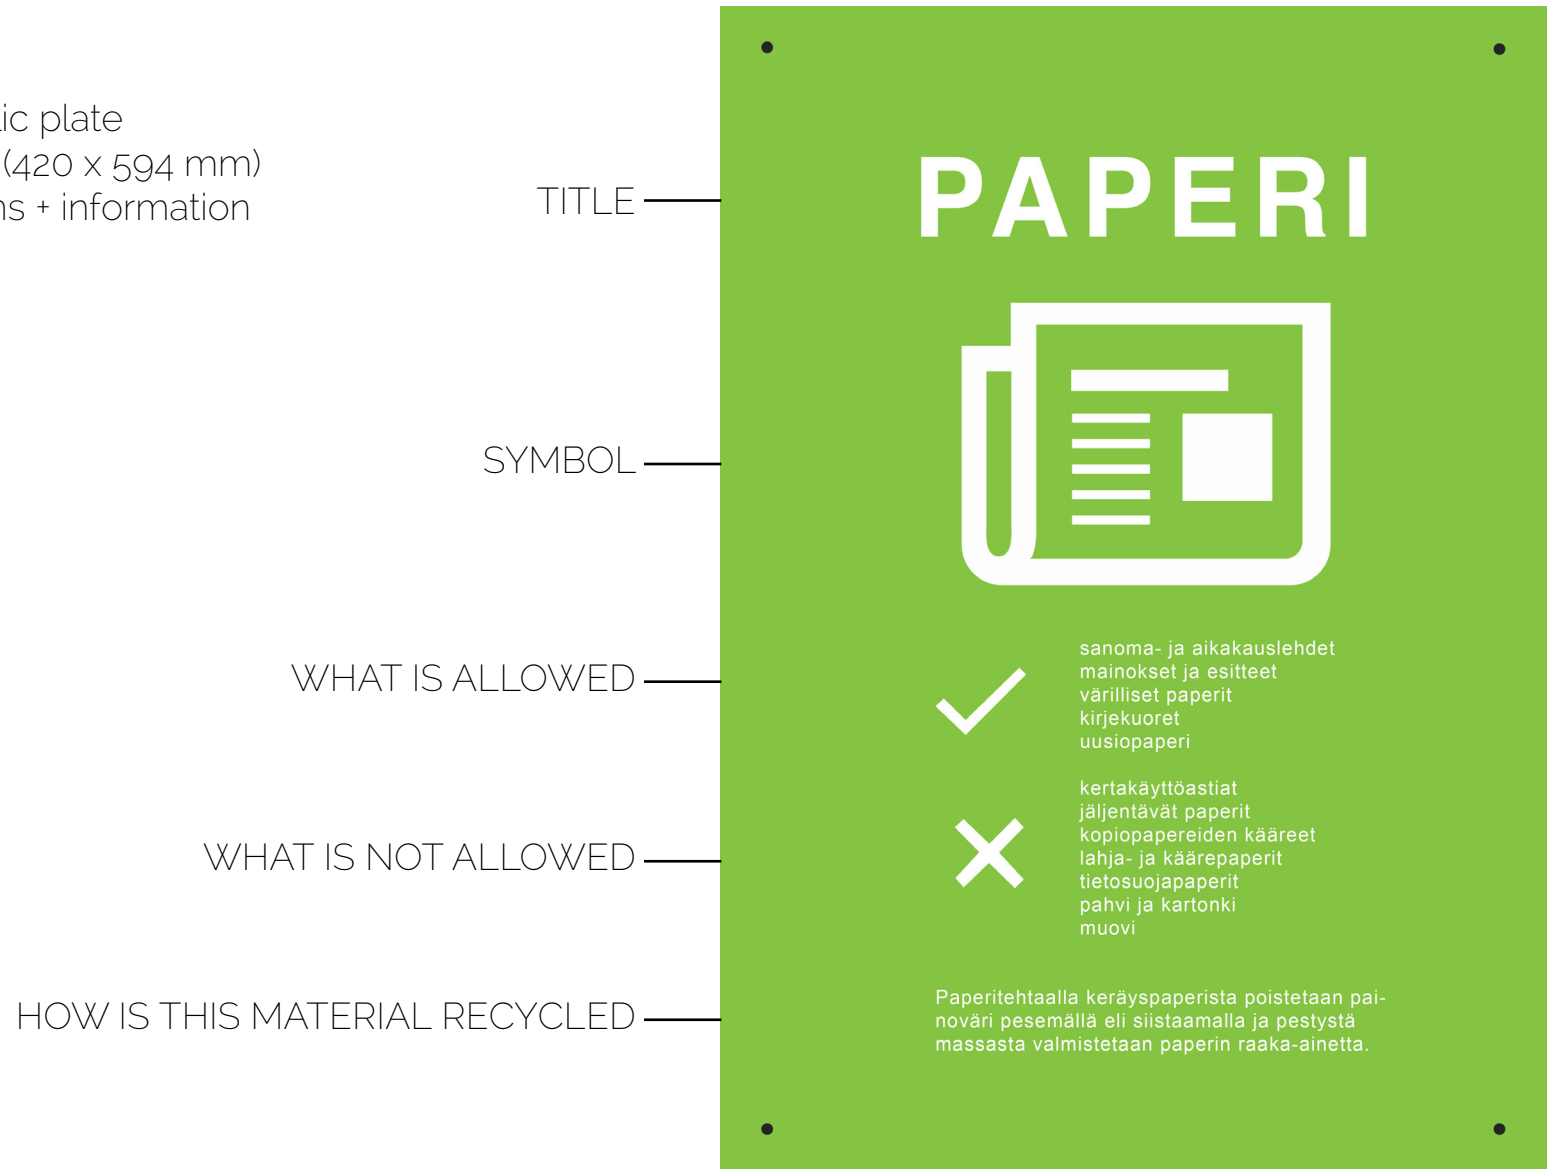 ic plate
(420 x 594 mm)
ns + information
TITLE
SYMBOL
WHAT IS ALLOWED
WHAT IS NOT ALLOWED
HOW IS THIS MATERIAL RECYCLED
PAPERI
sanoma- ja aikakauslehdet
mainokset ja esitteet
värilliset paperit
kirjekuoret
uusiopaperi
kertakäyttöastiat
jäljentävät paperit
kopiopapereiden kääreet
lahja- ja käärepaperit
tietosuojapaperit
pahvi ja kartonki
muovi
Paperitehtaalla keräyspaperista poistetaan pai-
noväri pesemällä eli siistaamalla ja pestystä
massasta valmistetaan paperin raaka-ainetta.